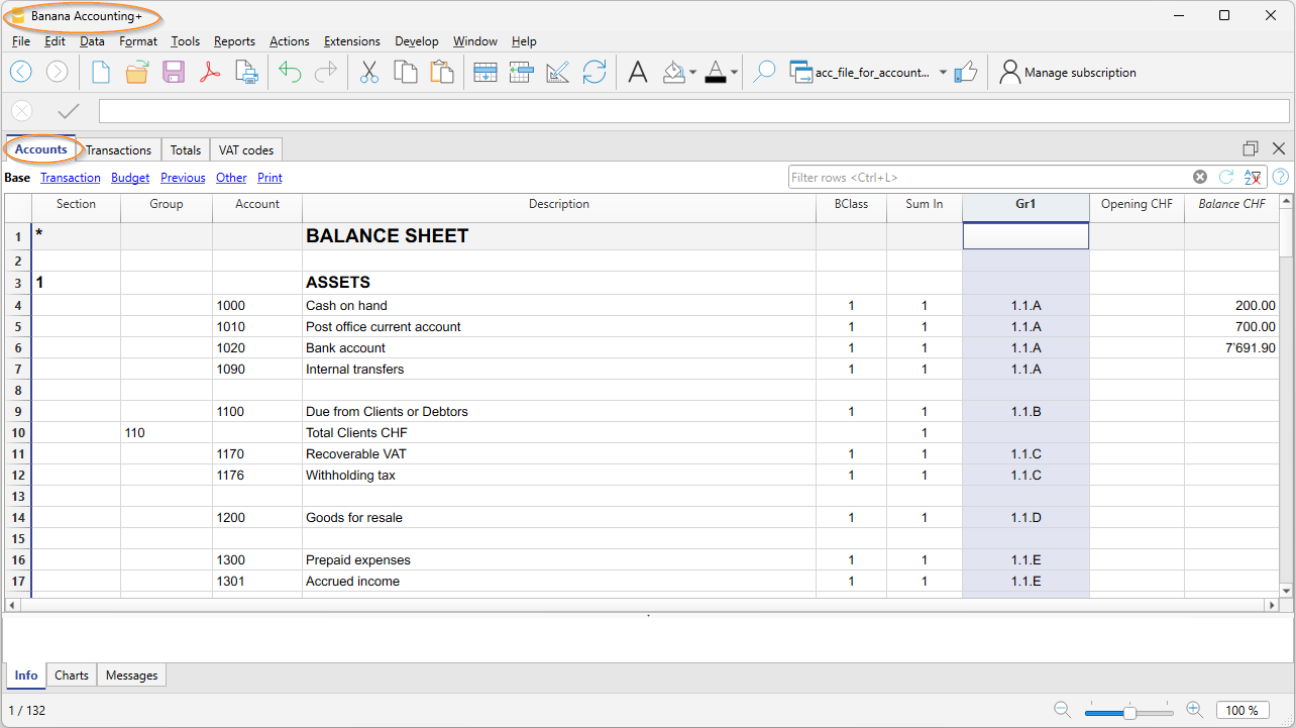 Banana Accounting+
File Edit Data Format Tools Reports Actions Extensions Develop Window Help
acc_file_for_account... Manage subscription
Accounts Transactions Totals VAT codes
Base Transaction Budget Previous Other Print Filter rows <Ctrl+L>
Section Group Account Description BClass Sum In Gr1 Opening CHF Balance CHF
1 * BALANCE SHEET
2
3 1 ASSETS
4 1000 Cash on hand 1 1 1.1.A 200.00
5 1010 Post office current account 1 1 1.1.A 700.00
6 1020 Bank account 1 1 1.1.A 7'691.90
7 1090 Internal transfers 1 1 1.1.A
8
9 1100 Due from Clients or Debtors 1 1 1.1.B
10 110 Total Clients CHF 1
11 1170 Recoverable VAT 1 1 1.1.C
12 1176 Withholding tax 1 1 1.1.C
13
14 1200 Goods for resale 1 1 1.1.D
15
16 1300 Prepaid expenses 1 1 1.1.E
17 1301 Accrued income 1 1 1.1.E
Info Charts Messages
1 / 132 100 %